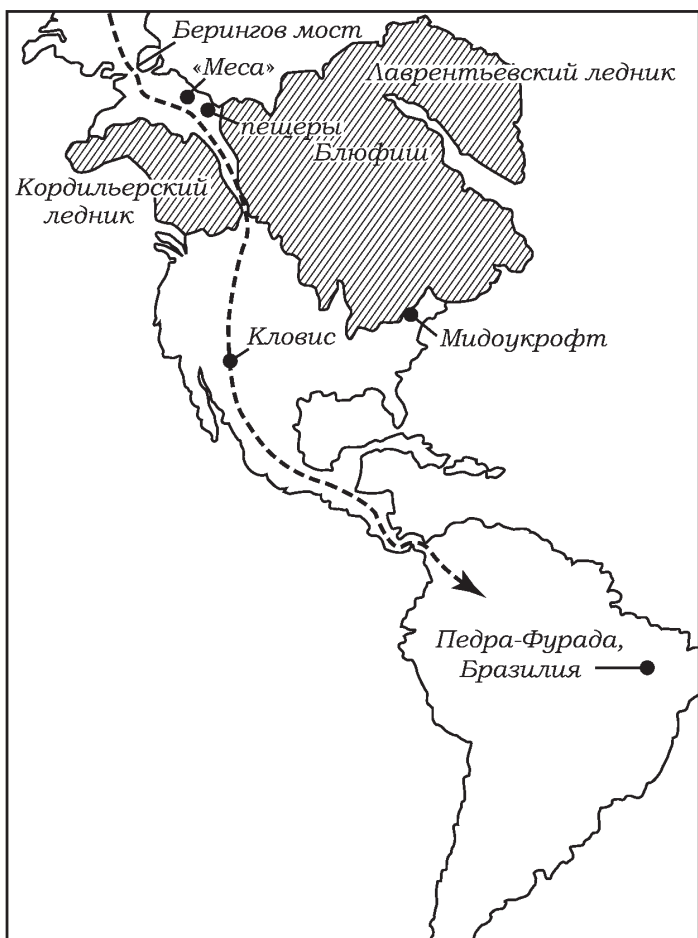 Берингов мост
«Меса»
Лаврентьевский ледник
пещеры
Блюфиш
Кордильерский
ледник
Кловис
Мидоукрофт
Педра-Фурада,
Бразилия